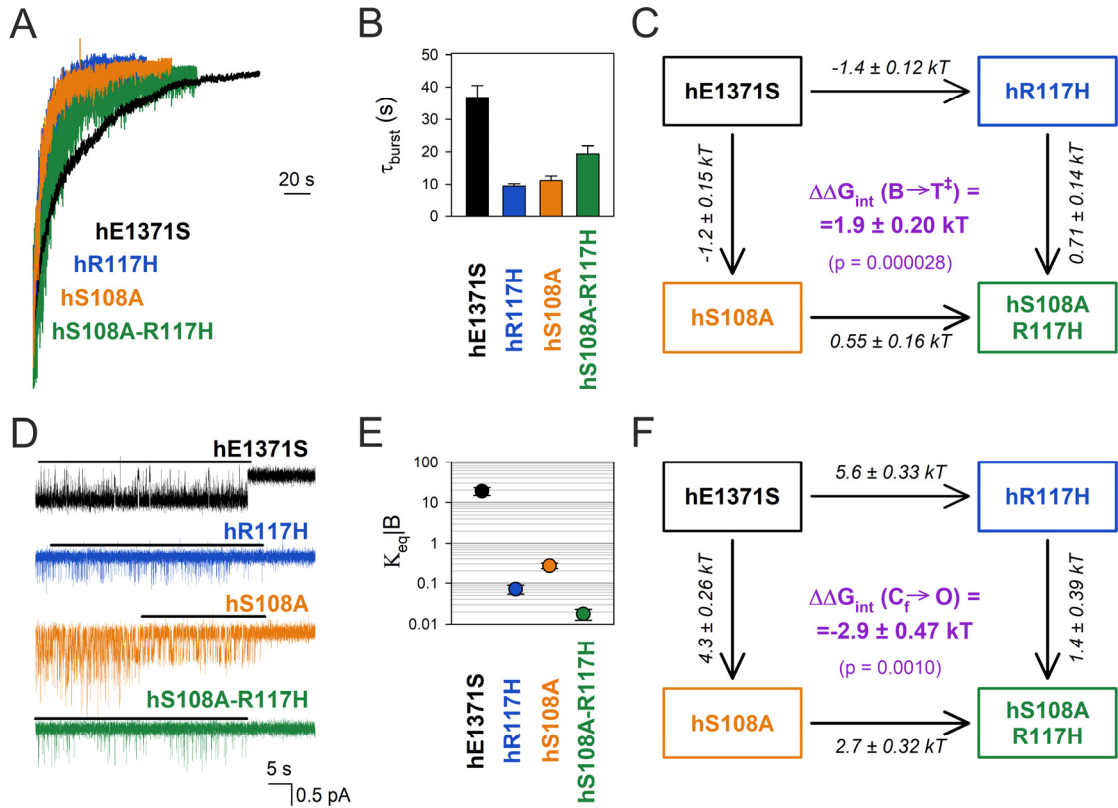 A
20 s
hE1371S
hR117H
hS108A
hS108A-R117H
B
τburst (s)
50
40
30
20
10
0
hE1371S
hR117H
hS108A
hS108A-R117H
C
hE1371S
-1.4 ± 0.12 kT
hR117H
-1.2 ± 0.15 kT
ΔΔGint (B→T‡) =
=1.9 ± 0.20 kT
(p = 0.000028)
0.71 ± 0.14 kT
hS108A
0.55 ± 0.16 kT
hS108A
R117H
D
hE1371S
hR117H
hS108A
hS108A-R117H
5 s
0.5 pA
E
Keq|B
100
10
1
0.1
0.01
hE1371S
hR117H
hS108A
hS108A-R117H
F
hE1371S
5.6 ± 0.33 kT
hR117H
4.3 ± 0.26 kT
ΔΔGint (Cf→ O) =
=-2.9 ± 0.47 kT
(p = 0.0010)
1.4 ± 0.39 kT
hS108A
2.7 ± 0.32 kT
hS108A
R117H